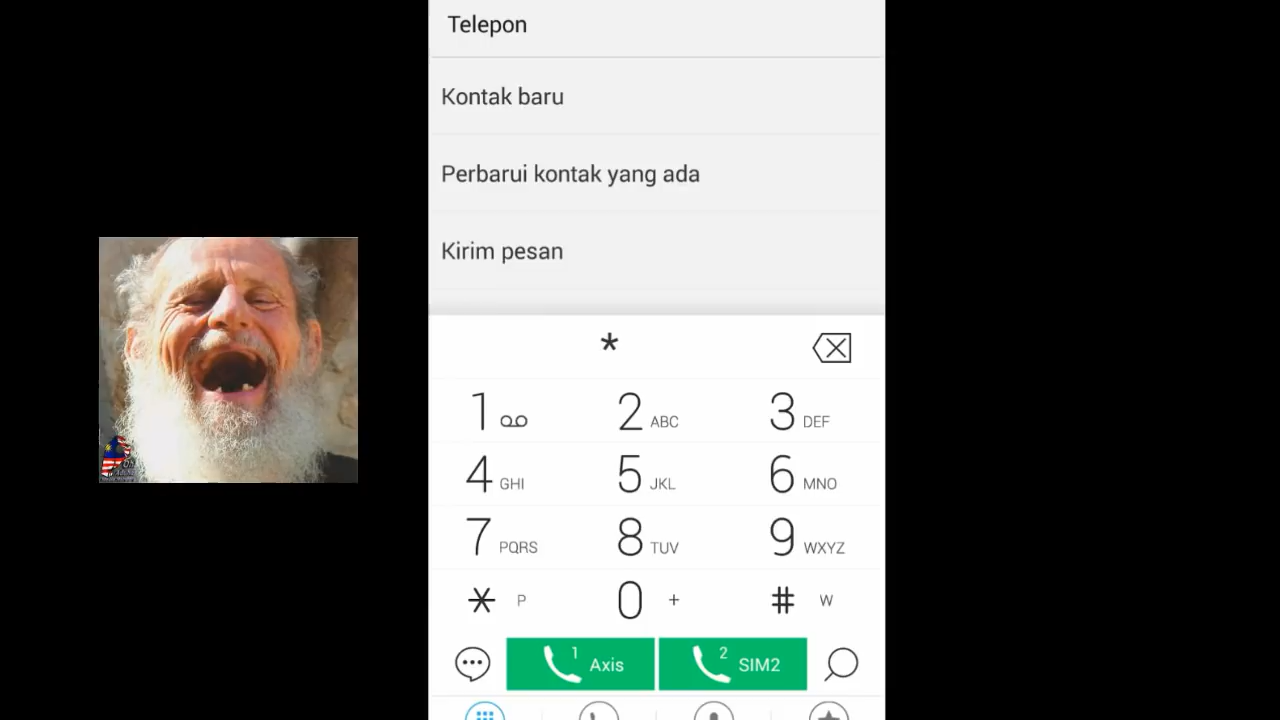 Telepon
Kontak baru
Perbarui kontak yang ada
Kirim pesan
*
1
2 ABC
3 DEF
4 GHI
5 JKL
6 MNO
7 PQRS
8 TUV
9 WXYZ
* P
0 +
# W
1 Axis
2 SIM2